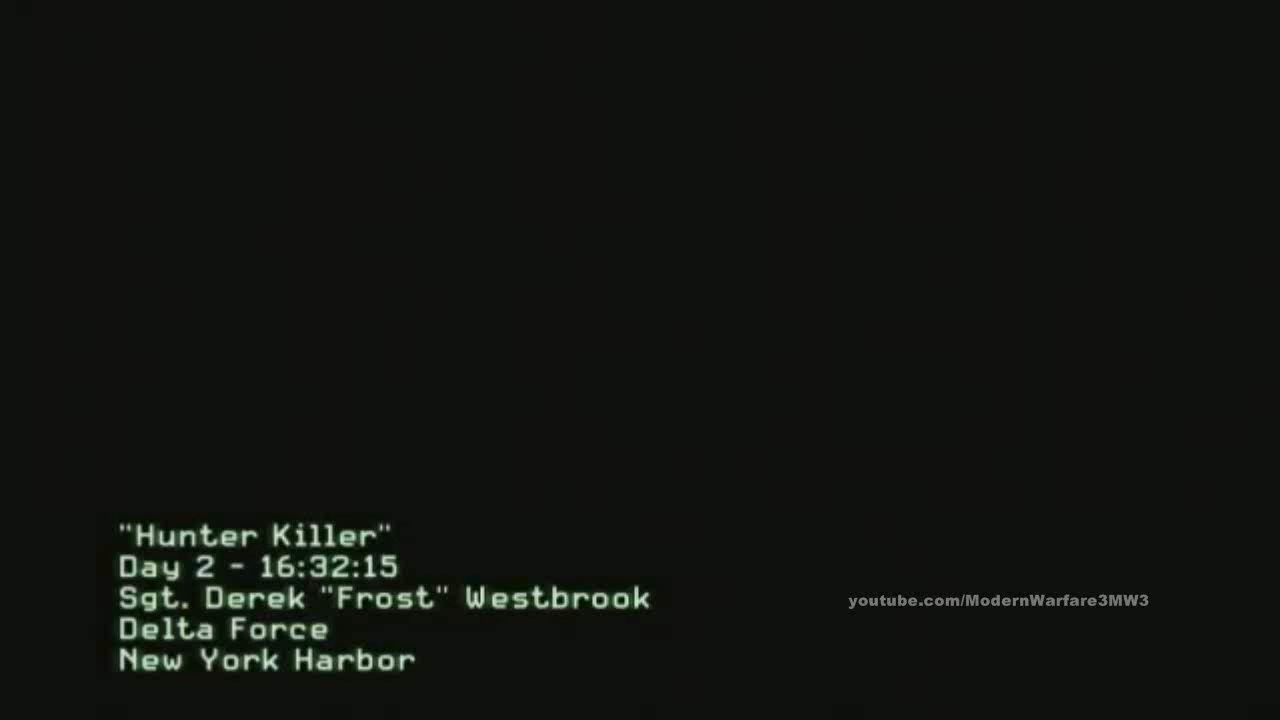 "Hunter Killer"
Day 2 - 16:32:15
Sgt. Derek "Frost" Westbrook
Delta Force
New York Harbor
youtube.com/ModernWarfare3MW3